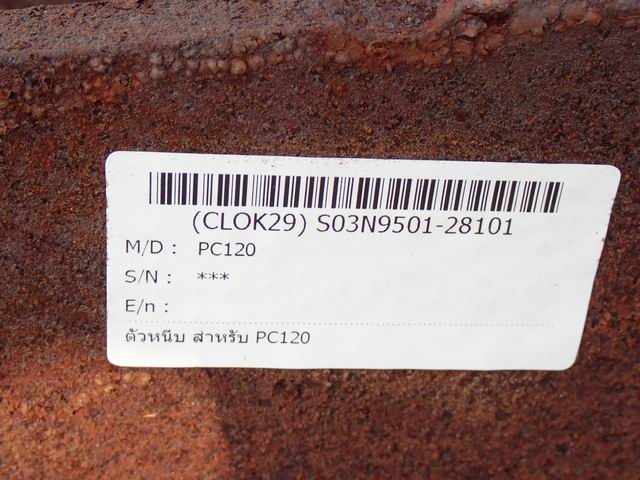 (CLOK29) S03N9501-28101
M/D : PC120
S/N : ***
E/n :
ตัวหนีบ สำหรับ PC120